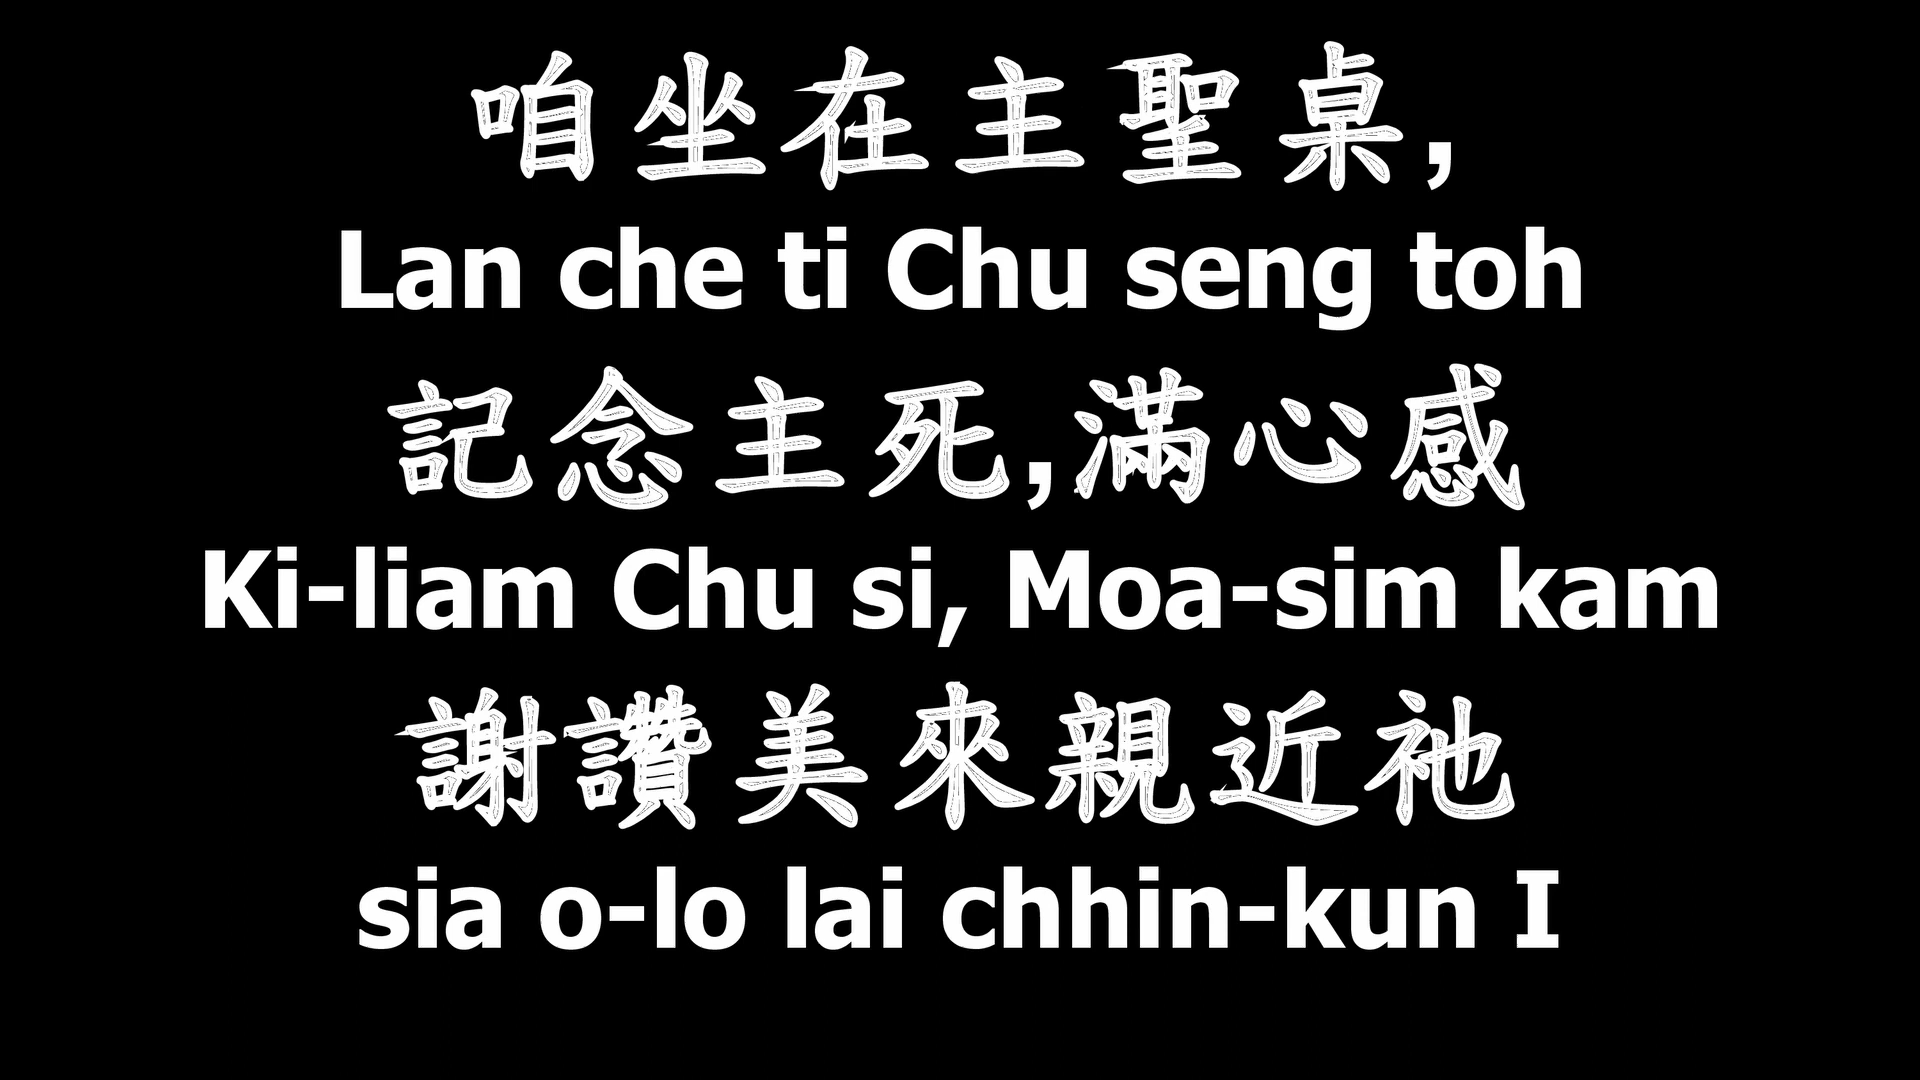 咱坐在主聖桌,
Lan che ti Chu seng toh
記念主死,滿心感
Ki-liam Chu si, Moa-sim kam
謝讚美來親近祂
sia o-lo lai chhin-kun I